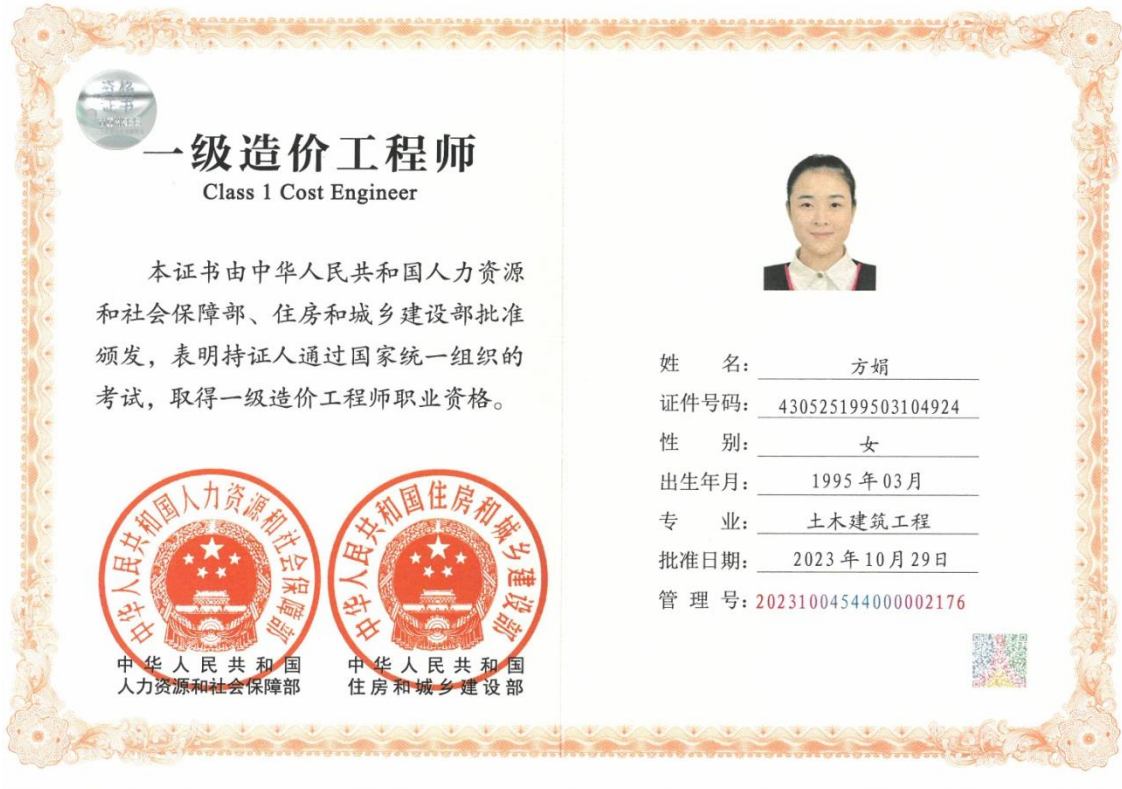 资格
证书
一级造价工程师
Class 1 Cost Engineer
本证书由中华人民共和国人力资源
和社会保障部、住房和城乡建设部批准
颁发，表明持证人通过国家统一组织的
考试，取得一级造价工程师职业资格。
中华人民共和国人力资源和社会保障部
中华人民共和国住房和城乡建设部
中华人民共和国
人力资源和社会保障部
中华人民共和国
住房和城乡建设部
姓 名：方娟
证件号码：430525199503104924
性 别：女
出生年月：1995年03月
专 业：土木建筑工程
批准日期：2023年10月29日
管 理 号：20231004544000002176